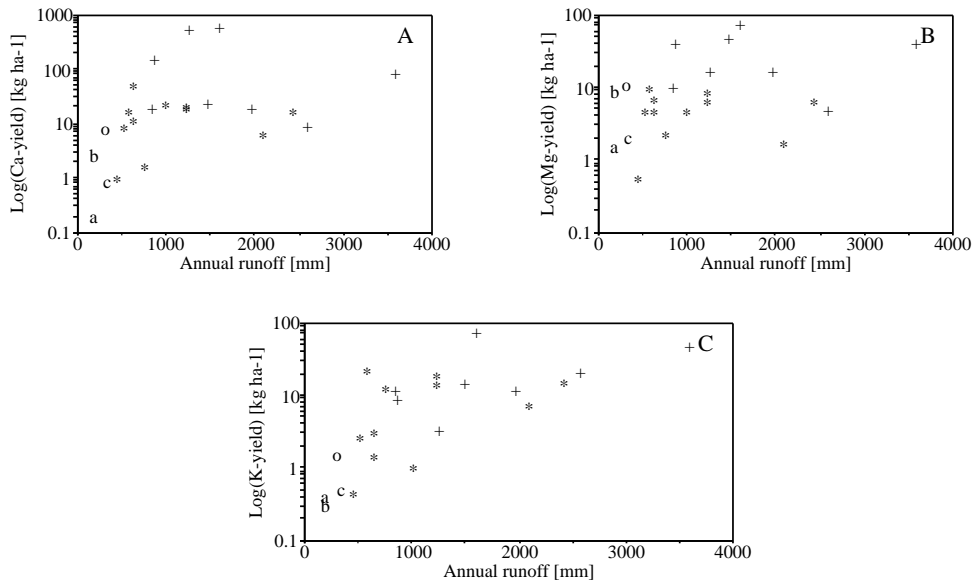 1000
100
10
1
0.1
Log(Ca-yield) [kg ha-1]
A
+ + + + + + + + +
* * * * * * * * * * *
o
b
c
a
0 1000 2000 3000 4000
Annual runoff [mm]
100
10
1
0.1
Log(Mg-yield) [kg ha-1]
B
+ + + + + + + + +
* * * * * * * * * * *
b o
c
a
0 1000 2000 3000 4000
Annual runoff [mm]
100
10
1
0.1
Log(K-yield) [kg ha-1]
C
+ + + + + + + + +
* * * * * * * * * * *
o
c
a
b
0 1000 2000 3000 4000
Annual runoff [mm]